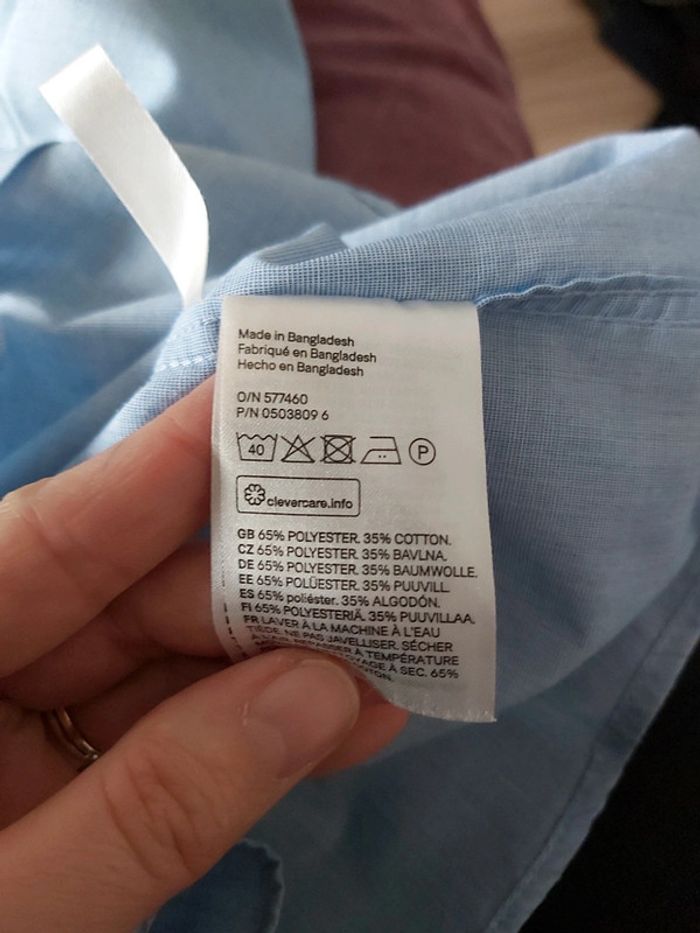 Made in Bangladesh
Fabriqué en Bangladesh
Hecho en Bangladesh
O/N 577460
P/N 0503809 6
40
P
clevercare.info
GB 65% POLYESTER. 35% COTTON.
CZ 65% POLYESTER. 35% BAVLNA.
DE 65% POLYESTER. 35% BAUMWOLLE.
EE 65% POLÜESTER. 35% PUUVILL.
ES 65% poliéster. 35% ALGODÓN.
FI 65% POLYESTERIÄ. 35% PUUVILLAA.
FR LAVER À LA MACHINE À L'EAU
TIÈDE. NE PAS JAVELLISER. SÉCHER
REPASSER À TEMPÉRATURE
À SEC. 65%